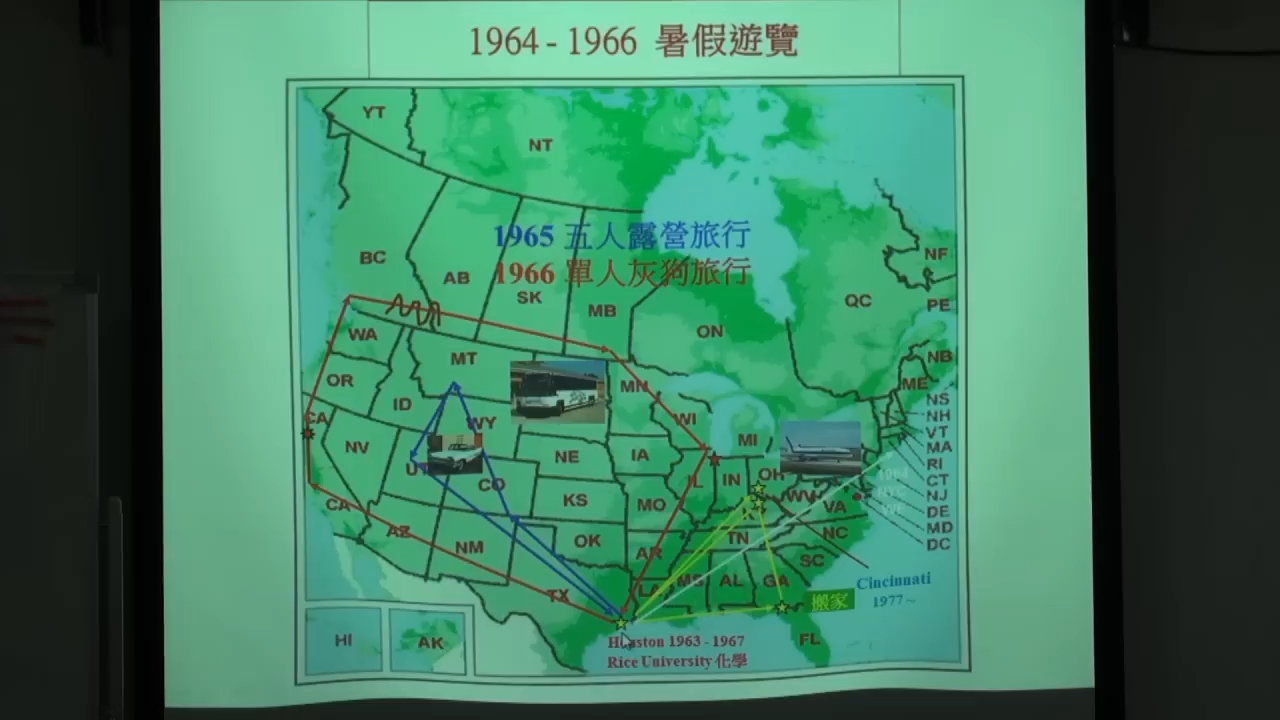 1964 - 1966 暑假遊覽
YT
NT
1965 五人露營旅行
1966 單人灰狗旅行
BC
AB
SK
MB
ON
QC
NF
PE
NB
ME
NS
NH
VT
MA
RI
CT
NJ
DE
MD
DC
WA
OR
CA
ID
MT
WY
NV
UT
CO
CA
AZ
NM
TX
MN
WI
MI
NE
IA
KS
MO
OK
AR
LA
IL
IN
OH
WV
VA
TN
NC
SC
MS
AL
GA
FL
1964
NYC
HI
AK
搬家
Cincinnati
1977~
Houston 1963 - 1967
Rice University 化學